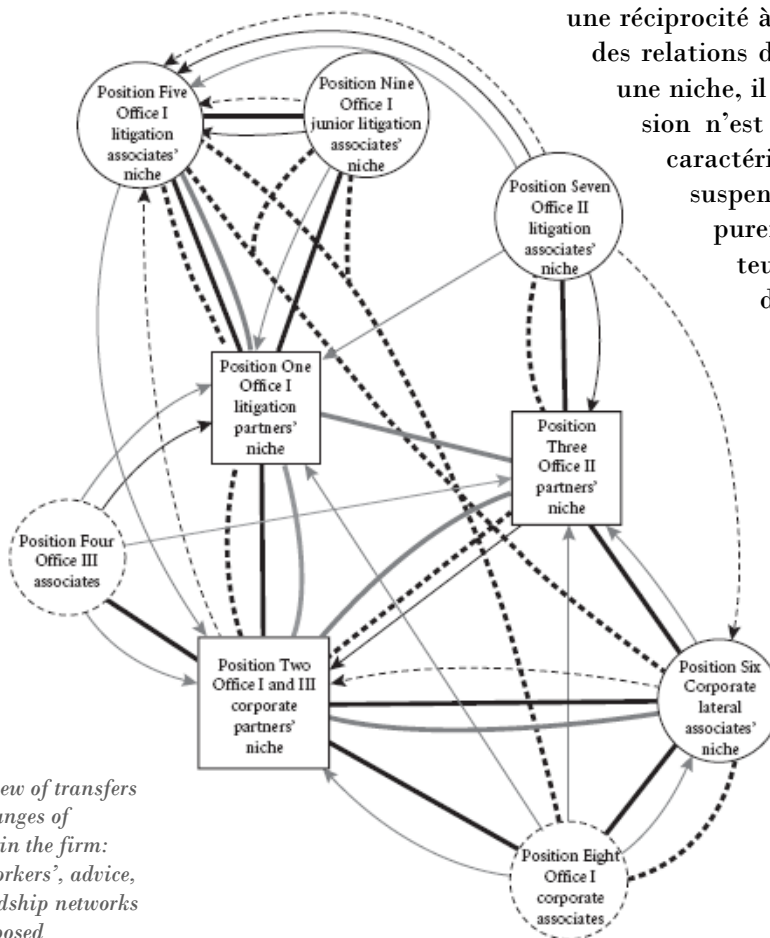 une réciprocité à
des relations d
une niche, il
sion n'est
caractéri
suspen
purer
teu
d
Position Five
Office I
litigation
associates'
niche
Position Nine
Office I
junior litigation
associates'
niche
Position Seven
Office II
litigation
associates'
niche
Position One
Office I
litigation
partners'
niche
Position
Three
Office II
partners'
niche
Position Four
Office III
associates
Position Two
Office I and III
corporate
partners'
niche
Position Six
Corporate
lateral
associates'
niche
Position Eight
Office I
corporate
associates
ew of transfers
anges of
in the firm:
orkers', advice,
dship networks
posed